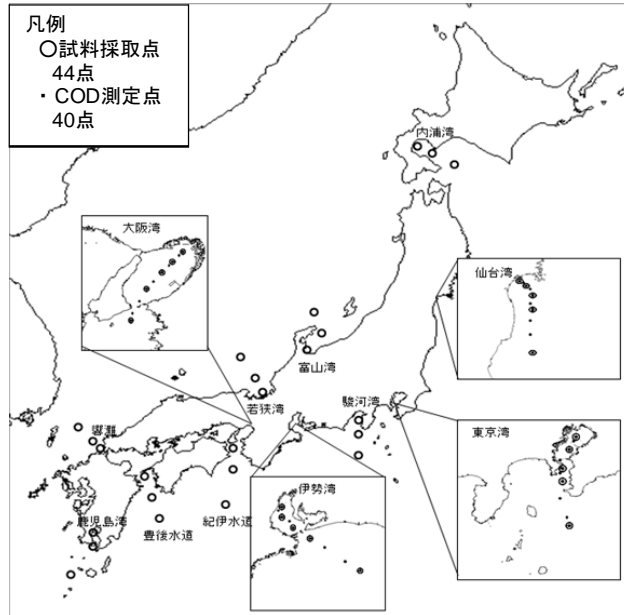 凡例
○試料採取点
44点
・COD測定点
40点
内浦湾
大阪湾
仙台湾
富山湾
若狭湾
駿河湾
響灘
東京湾
伊勢湾
鹿児島湾
紀伊水道
豊後水道